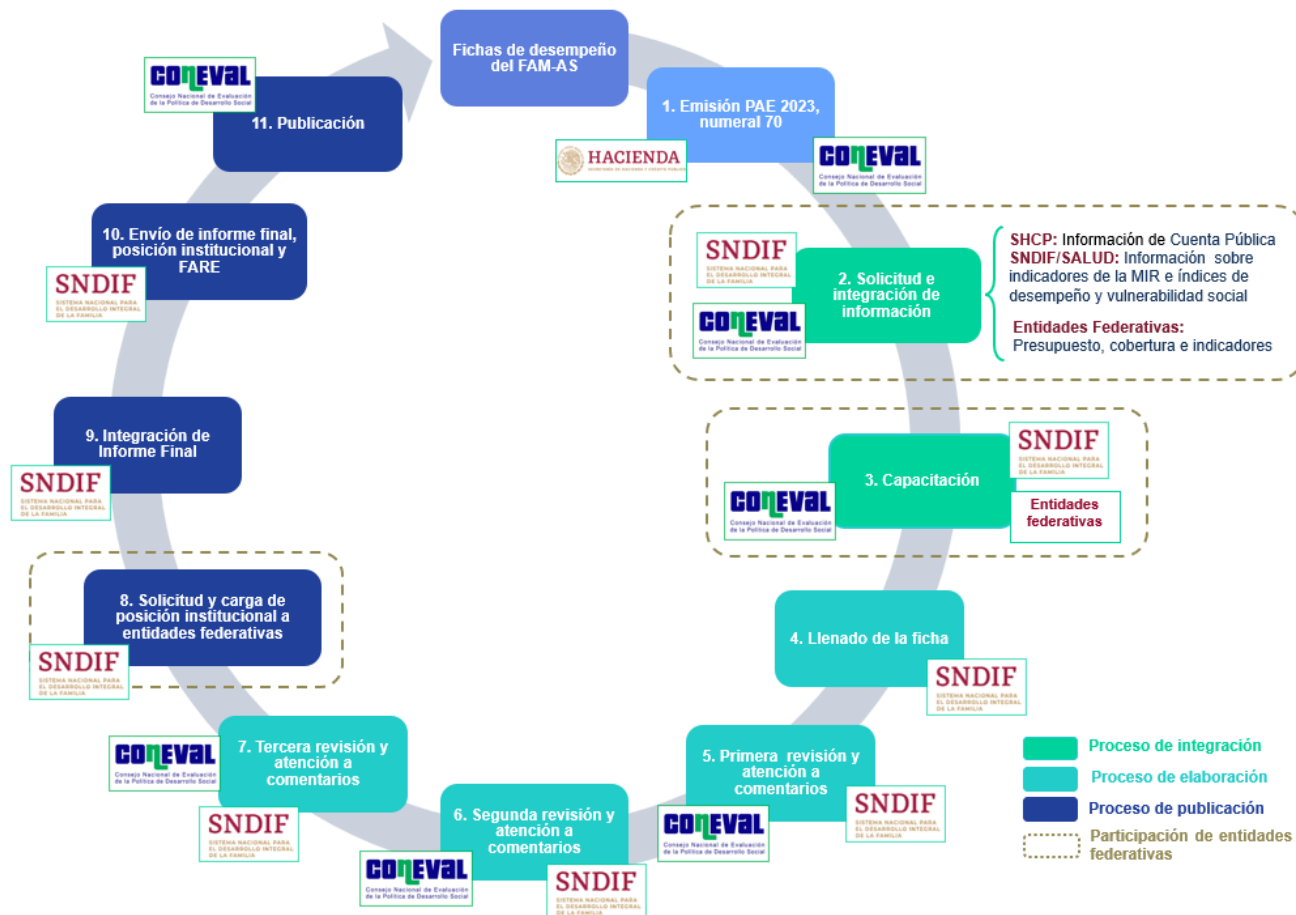 Fichas de desempeño
del FAM-AS
1. Emisión PAE 2023,
numeral 70
HACIENDA
SECRETARÍA DE HACIENDA Y CRÉDITO PÚBLICO
CONEVAL
Consejo Nacional de Evaluación
de la Política de Desarrollo Social
SNDIF
SISTEMA NACIONAL PARA
EL DESARROLLO INTEGRAL
DE LA FAMILIA
CONEVAL
Consejo Nacional de Evaluación
de la Política de Desarrollo Social
2. Solicitud e
integración de
información
SHCP: Información de Cuenta Pública
SNDIF/SALUD: Información sobre
indicadores de la MIR e índices de
desempeño y vulnerabilidad social
Entidades Federativas:
Presupuesto, cobertura e indicadores
3. Capacitación
SNDIF
SISTEMA NACIONAL PARA
EL DESARROLLO INTEGRAL
DE LA FAMILIA
Entidades
federativas
CONEVAL
Consejo Nacional de Evaluación
de la Política de Desarrollo Social
4. Llenado de la ficha
SNDIF
SISTEMA NACIONAL PARA
EL DESARROLLO INTEGRAL
DE LA FAMILIA
5. Primera revisión y
atención a
comentarios
SNDIF
SISTEMA NACIONAL PARA
EL DESARROLLO INTEGRAL
DE LA FAMILIA
CONEVAL
Consejo Nacional de Evaluación
de la Política de Desarrollo Social
6. Segunda revisión y
atención a
comentarios
CONEVAL
Consejo Nacional de Evaluación
de la Política de Desarrollo Social
SNDIF
SISTEMA NACIONAL PARA
EL DESARROLLO INTEGRAL
DE LA FAMILIA
7. Tercera revisión y
atención a
comentarios
CONEVAL
Consejo Nacional de Evaluación
de la Política de Desarrollo Social
SNDIF
SISTEMA NACIONAL PARA
EL DESARROLLO INTEGRAL
DE LA FAMILIA
8. Solicitud y carga de
posición institucional a
entidades federativas
SNDIF
SISTEMA NACIONAL PARA
EL DESARROLLO INTEGRAL
DE LA FAMILIA
9. Integración de
Informe Final
SNDIF
SISTEMA NACIONAL PARA
EL DESARROLLO INTEGRAL
DE LA FAMILIA
10. Envío de informe final,
posición institucional y
FARE
SNDIF
SISTEMA NACIONAL PARA
EL DESARROLLO INTEGRAL
DE LA FAMILIA
11. Publicación
CONEVAL
Consejo Nacional de Evaluación
de la Política de Desarrollo Social
Proceso de integración
Proceso de elaboración
Proceso de publicación
Participación de entidades
federativas